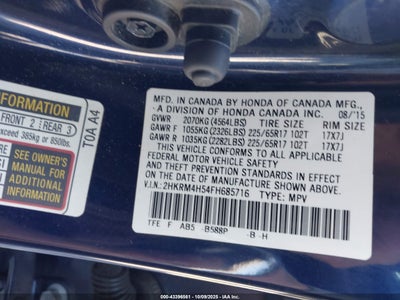 INFORMATION
FRONT 2 REAR 3
exceed 385kg or 850lbs.
SEE OWNER'S
MANUAL FOR
ADDITIONAL
INFORMATION
T0A A4
MFD. IN CANADA BY HONDA OF CANADA MFG.,
- A DIVISION OF HONDA CANADA INC. 08/'15
GVWR 2070KG (4564LBS) RIM SIZE
GAWR F 1055KG (2326LBS) 225/65R17 102T 17X7J
GAWR R 1035KG (2282LBS) 225/65R17 102T 17X7J
THIS VEHICLE CONFORMS TO ALL APPLICABLE
FEDERAL MOTOR VEHICLE SAFETY, BUMPER,
AND THEFT PREVENTION STANDARDS IN EFFECT
ON THE DATE OF MANUFACTURE SHOWN ABOVE.
V.I.N.: 2HKRM4H54FH685716 TYPE: MPV
TFE F AB5 -B588P -B -H
44-43396581 | 10/09/2025 | IAA Inc.